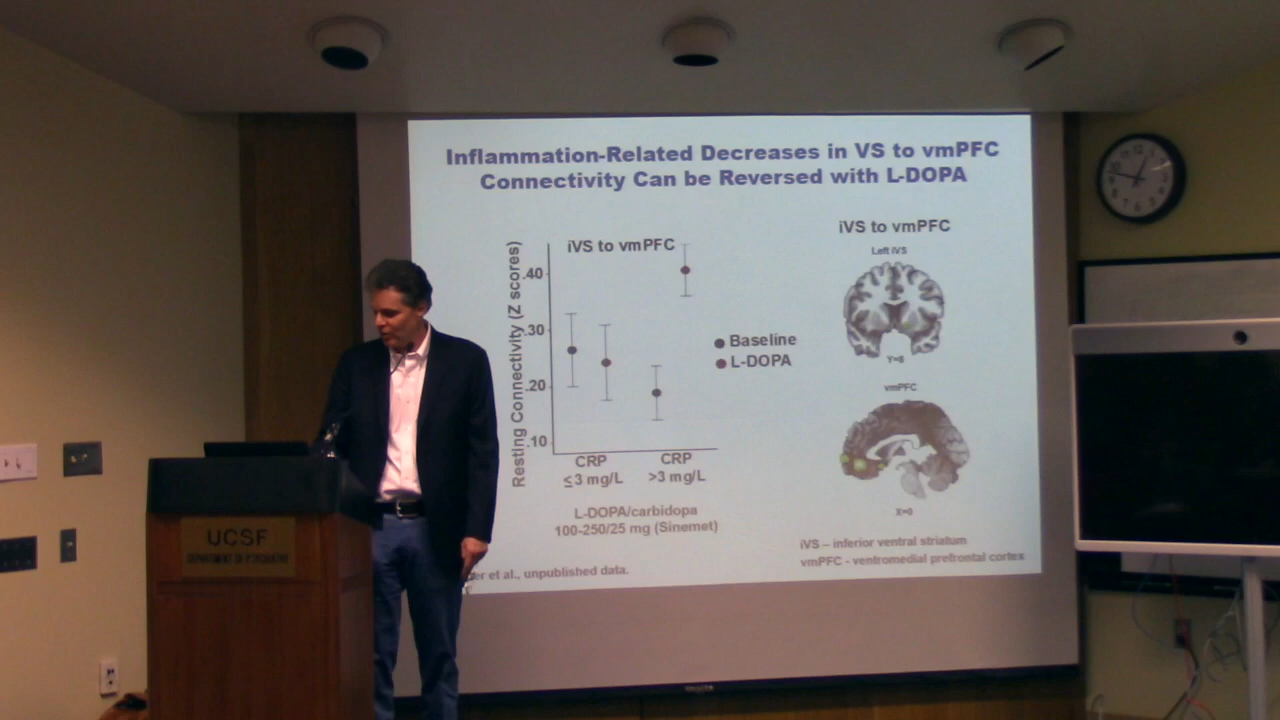 Inflammation-Related Decreases in VS to vmPFC
Connectivity Can be Reversed with L-DOPA
iVS to vmPFC
Resting Connectivity (Z scores)
.40
.30
.20
.10
CRP
≤3 mg/L
CRP
>3 mg/L
Baseline
L-DOPA
L-DOPA/carbidopa
100-250/25 mg (Sinemet)
iVS to vmPFC
Left iVS
Y=8
vmPFC
X=0
iVS – inferior ventral striatum
vmPFC - ventromedial prefrontal cortex
et al., unpublished data.
UCSF
DEPARTMENT OF PSYCHIATRY